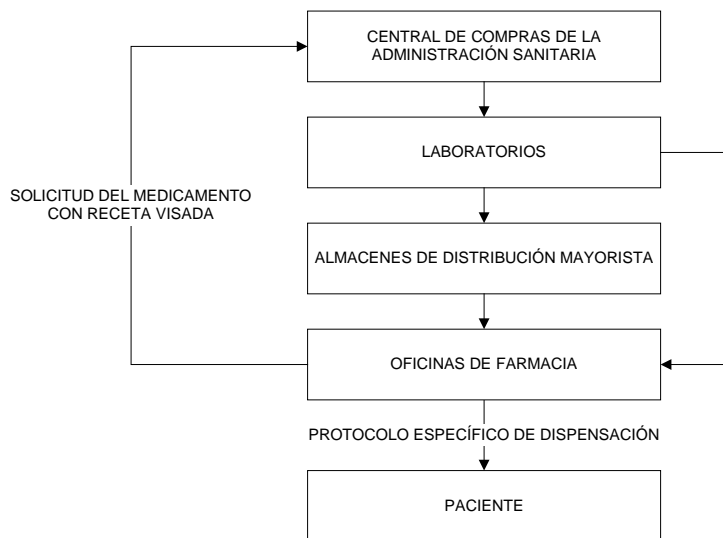 CENTRAL DE COMPRAS DE LA
ADMINISTRACIÓN SANITARIA
LABORATORIOS
SOLICITUD DEL MEDICAMENTO
CON RECETA VISADA
ALMACENES DE DISTRIBUCIÓN MAYORISTA
OFICINAS DE FARMACIA
PROTOCOLO ESPECÍFICO DE DISPENSACIÓN
PACIENTE